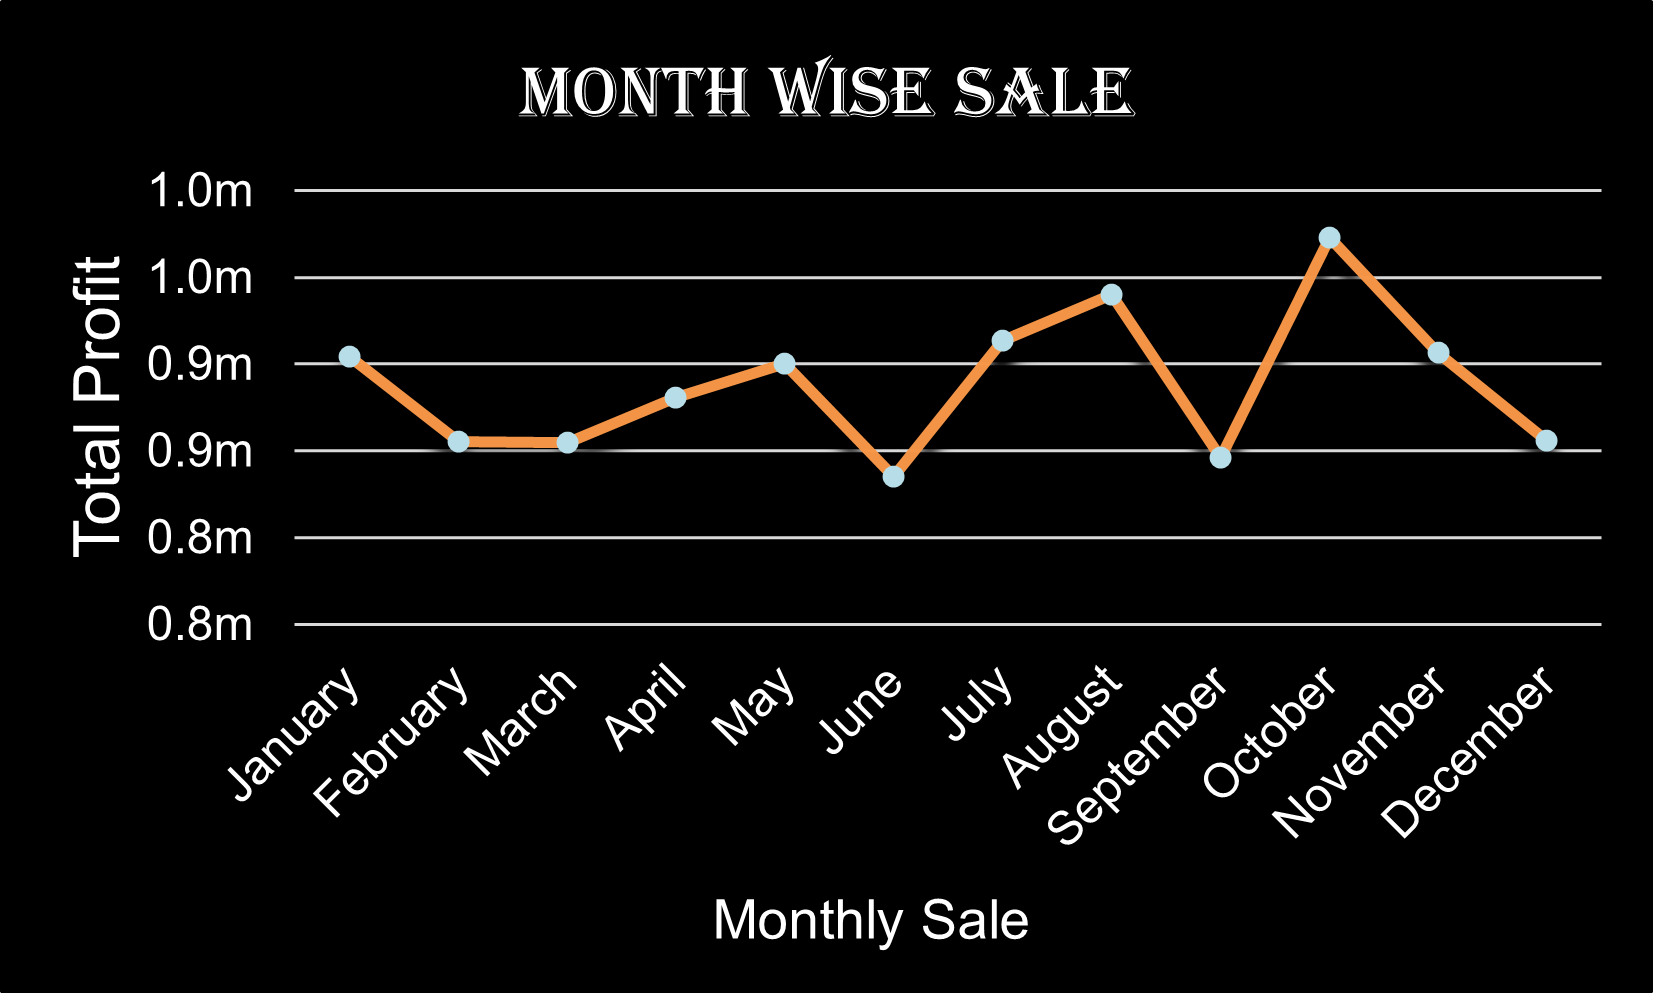 MONTH WISE SALE
Total Profit
1.0m
1.0m
0.9m
0.9m
0.8m
0.8m
January
February
March
April
May
June
July
August
September
October
November
December
Monthly Sale